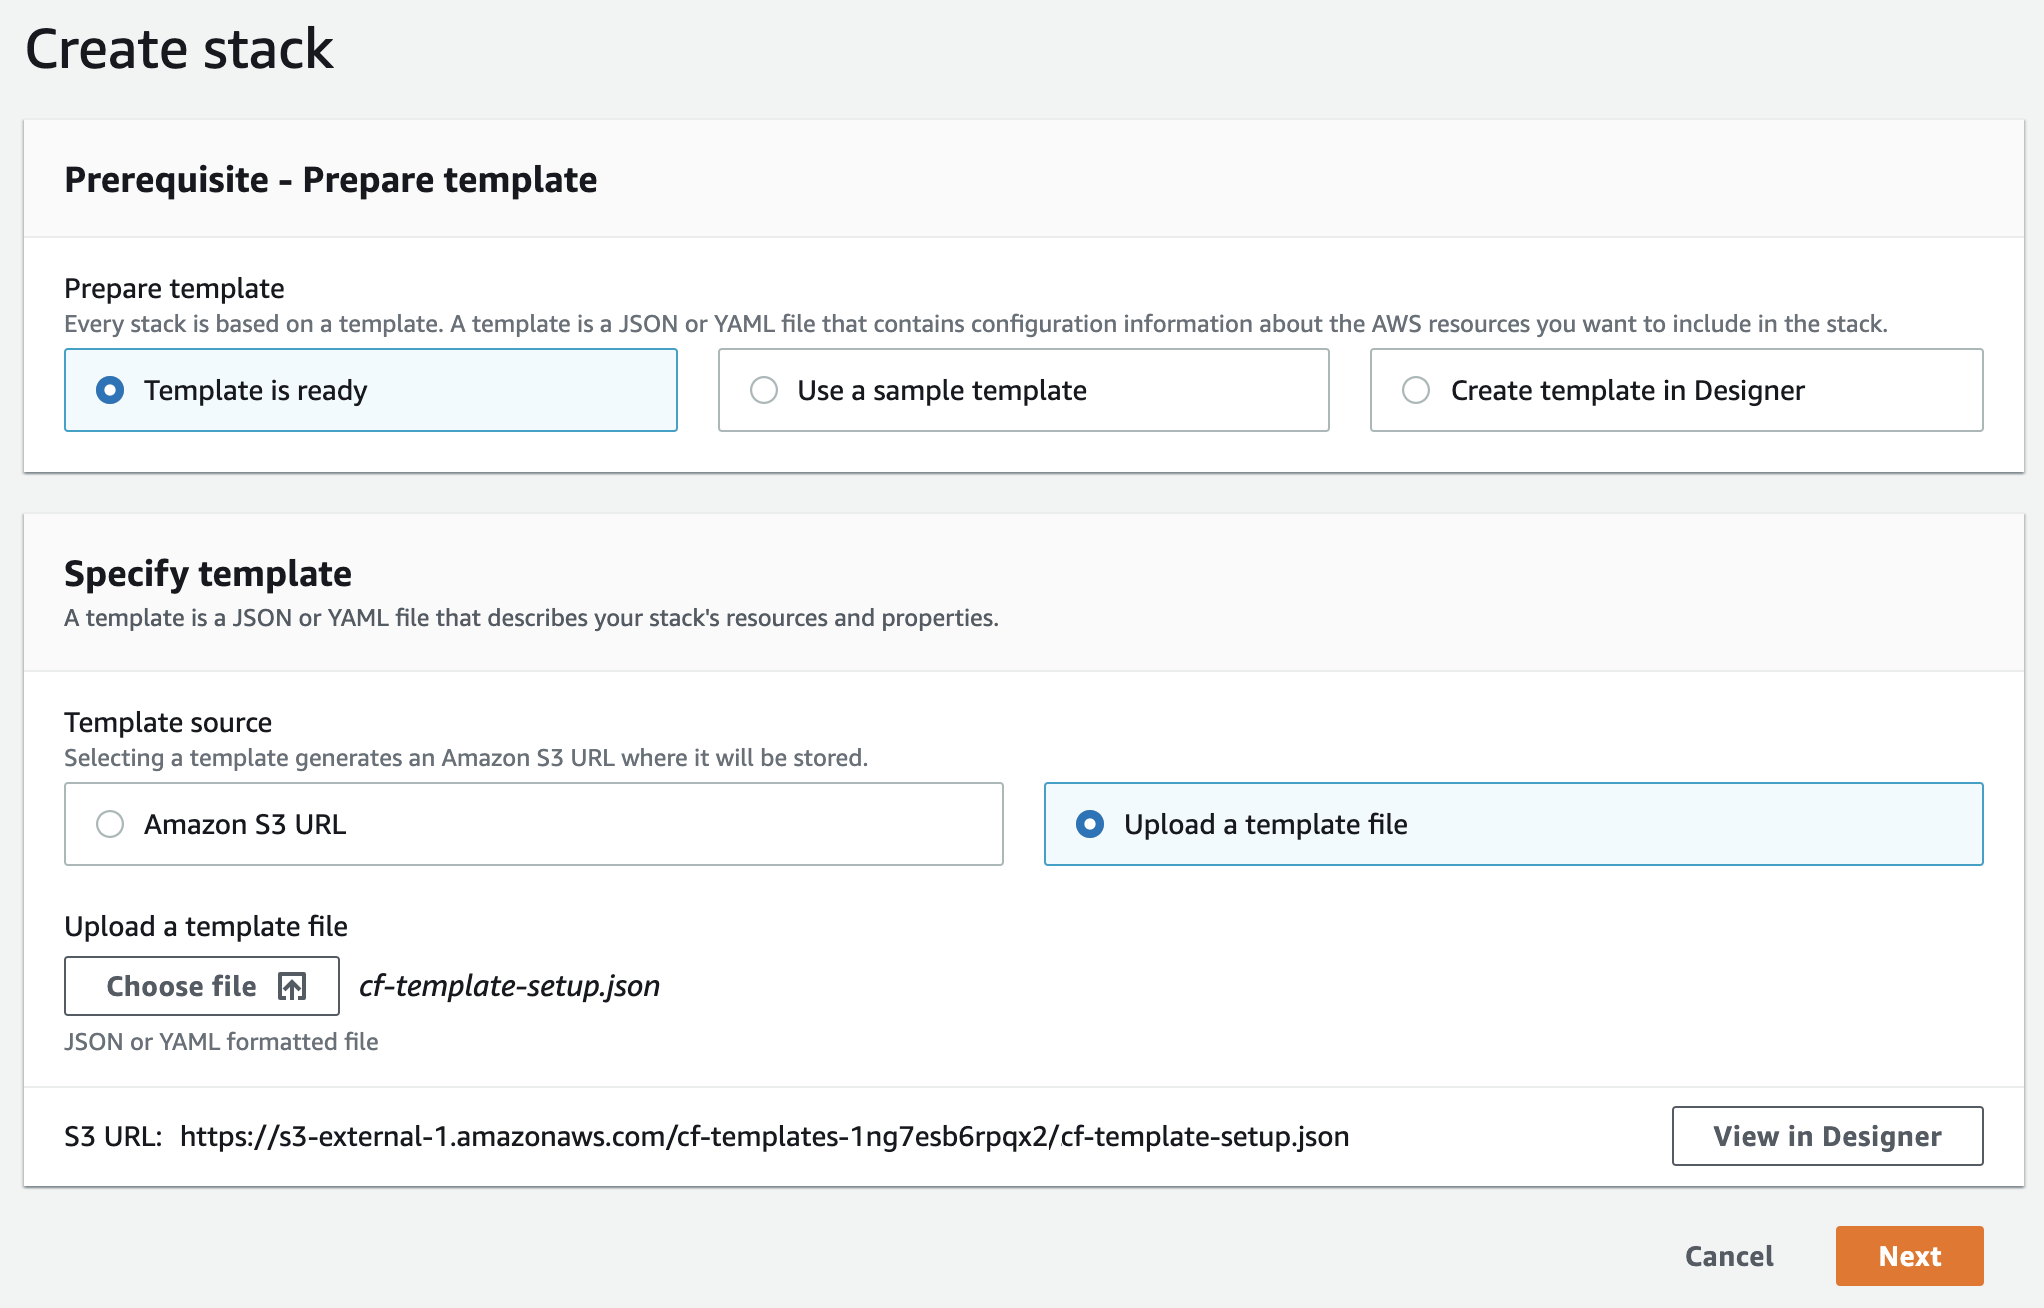 Create stack
Prerequisite - Prepare template
Prepare template
Every stack is based on a template. A template is a JSON or YAML file that contains configuration information about the AWS resources you want to include in the stack.
Template is ready
Use a sample template
Create template in Designer
Specify template
A template is a JSON or YAML file that describes your stack's resources and properties.
Template source
Selecting a template generates an Amazon S3 URL where it will be stored.
Amazon S3 URL
Upload a template file
Upload a template file
Choose file
cf-template-setup.json
JSON or YAML formatted file
S3 URL: https://s3-external-1.amazonaws.com/cf-templates-1ng7esb6rpqx2/cf-template-setup.json
View in Designer
Cancel
Next